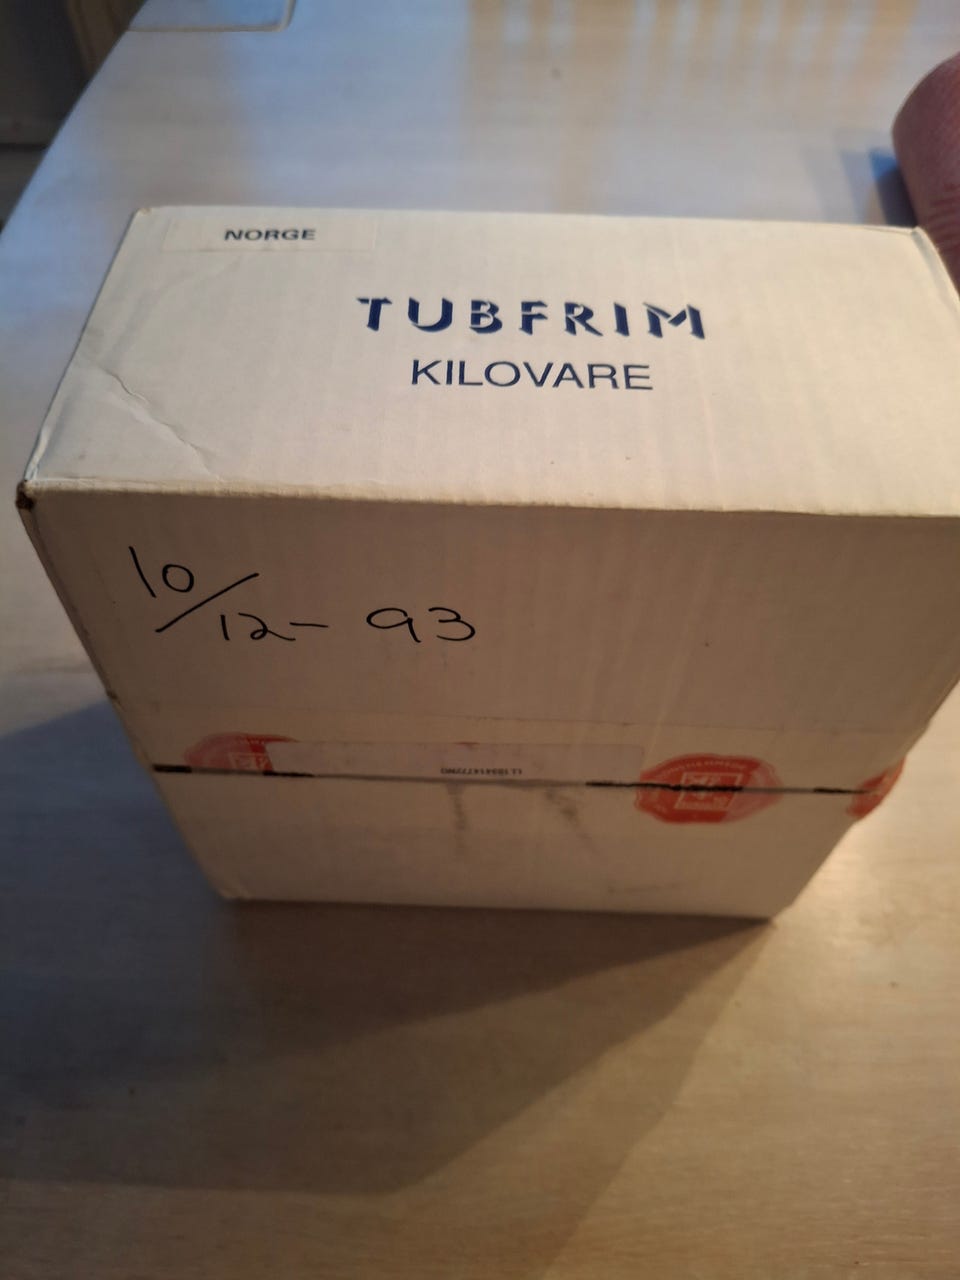 NORGE
TUBFRIM
KILOVARE
10/12-93